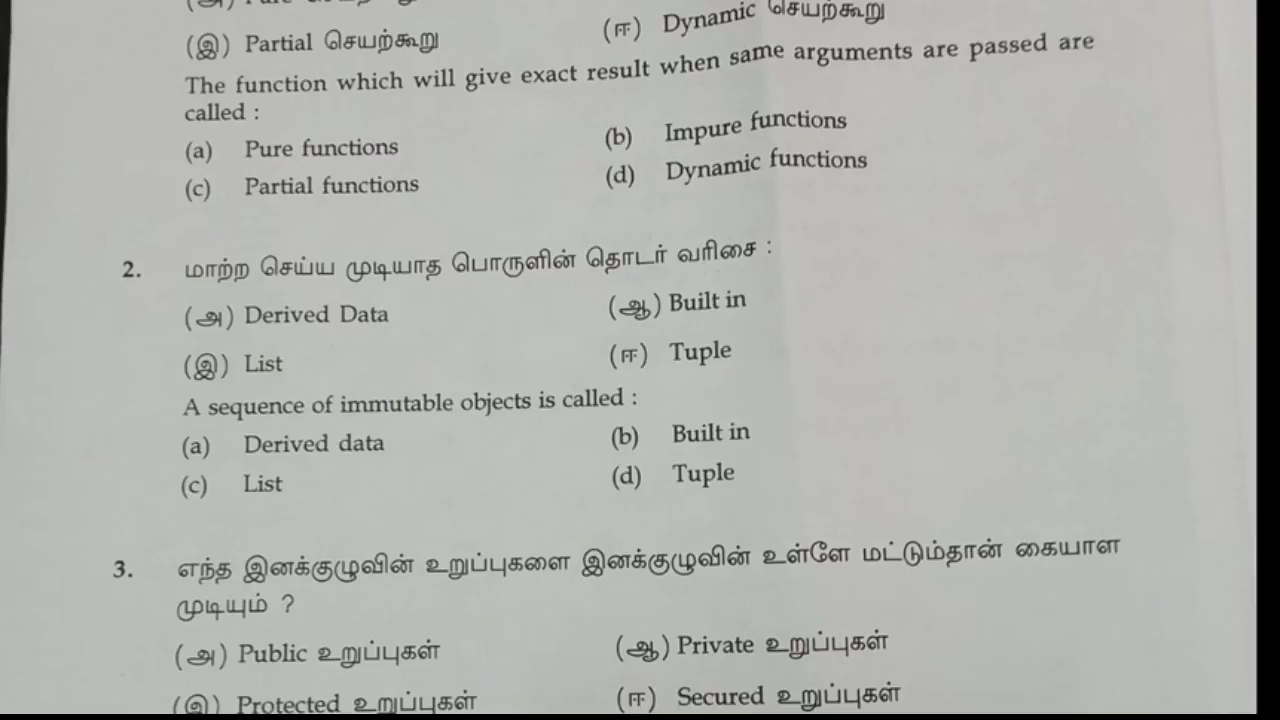 (இ) Partial செயற்கூறு (ஈ) Dynamic செயற்கூறு
The function which will give exact result when same arguments are passed are
called :
(a) Pure functions (b) Impure functions
(c) Partial functions (d) Dynamic functions
2. மாற்ற செய்ய முடியாத பொருளின் தொடர் வரிசை :
(அ) Derived Data (ஆ) Built in
(இ) List (ஈ) Tuple
A sequence of immutable objects is called :
(a) Derived data (b) Built in
(c) List (d) Tuple
3. எந்த இனக்குழுவின் உறுப்புகளை இனக்குழுவின் உள்ளே மட்டும்தான் கையாள
முடியும் ?
(அ) Public உறுப்புகள் (ஆ) Private உறுப்புகள்
(இ) Protected உறுப்புகள் (ஈ) Secured உறுப்புகள்